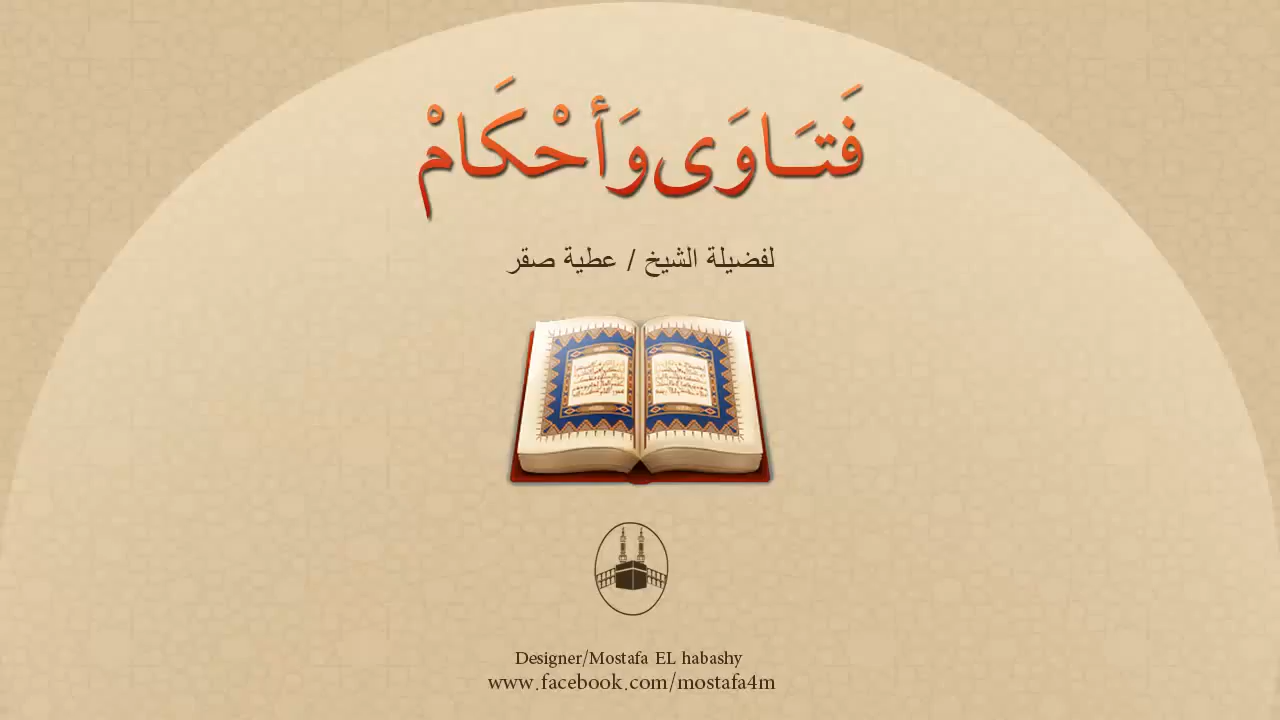 فَتَاوَى وَأَحْكَامْ
لفضيلة الشيخ / عطية صقر
Designer/Mostafa EL habashy
www.facebook.com/mostafa4m